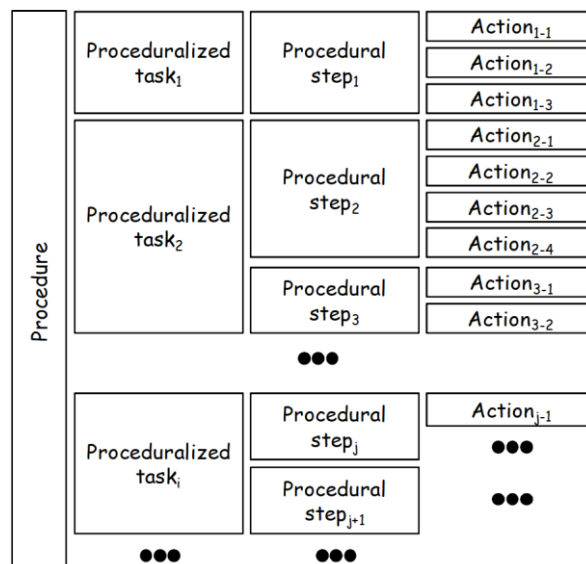 Procedure
Proceduralized
task₁
Procedural
step₁
Action₁₋₁
Action₁₋₂
Action₁₋₃
Proceduralized
task₂
Procedural
step₂
Action₂₋₁
Action₂₋₂
Action₂₋₃
Action₂₋₄
Procedural
step₃
Action₃₋₁
Action₃₋₂
●●●
Proceduralized
taskᵢ
Procedural
stepⱼ
Actionⱼ₋₁
●●●
Procedural
stepⱼ₊₁
●●●
●●●
●●●